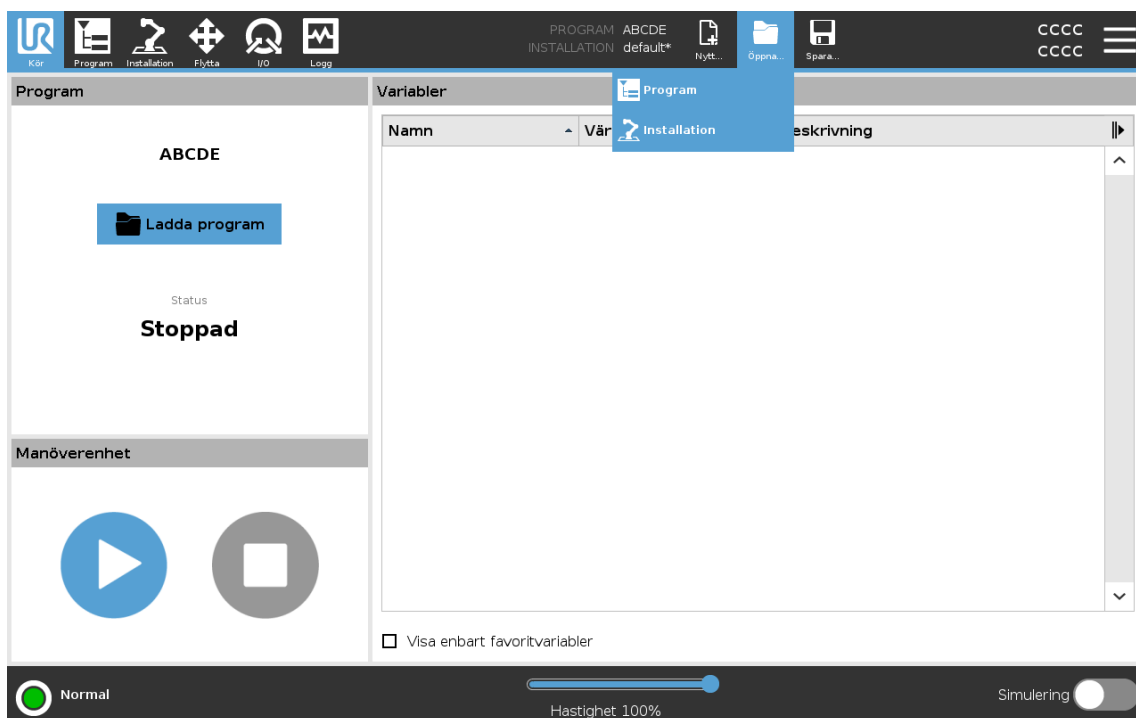 PROGRAM ABCDE
INSTALLATION default*
CCCC
CCCC
Kör Program Installation Flytta I/O Logg Nytt... Öppna... Spara...
Program
Variabler
Program
Installation
Namn Vär eskrivning
ABCDE
Ladda program
Status
Stoppad
Manöverenhet
Visa enbart favoritvariabler
Normal
Hastighet 100%
Simulering